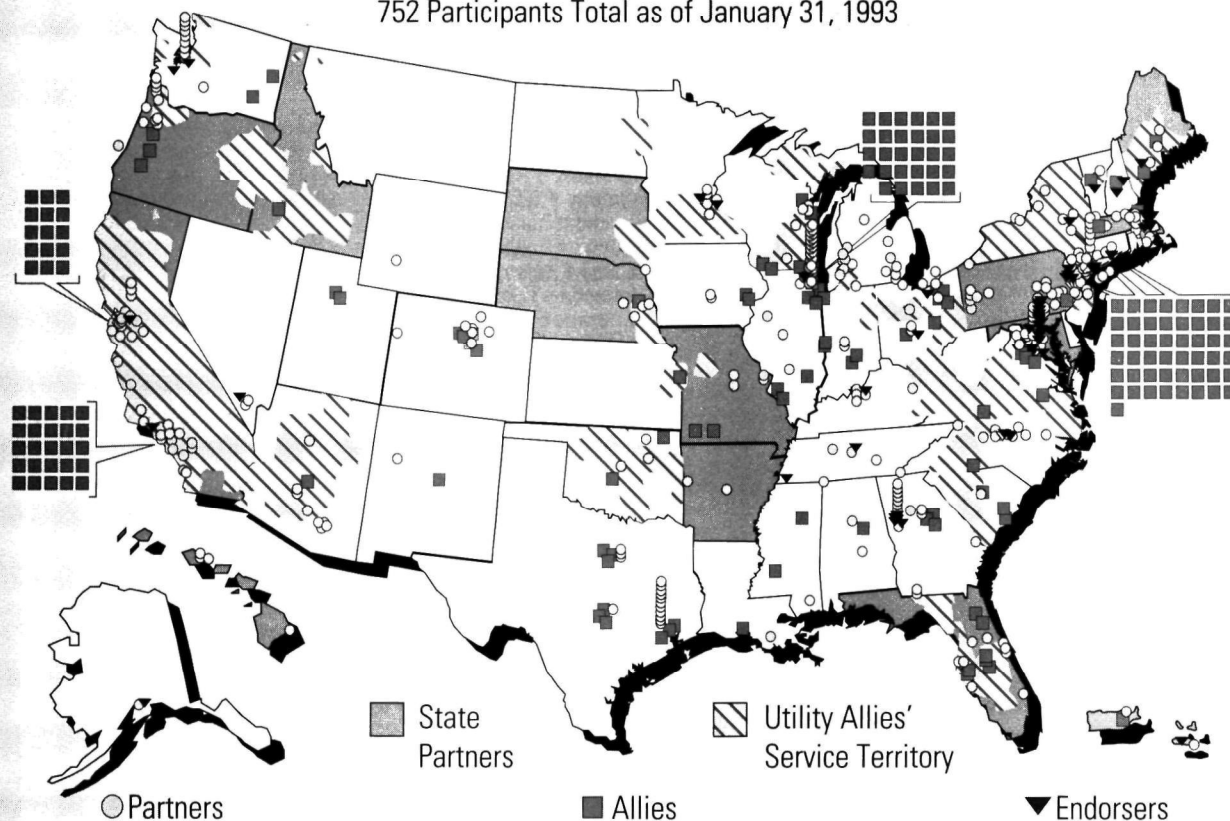 752 Participants Total as of January 31, 1993
State
Partners
Utility Allies'
Service Territory
Partners
Allies
Endorsers